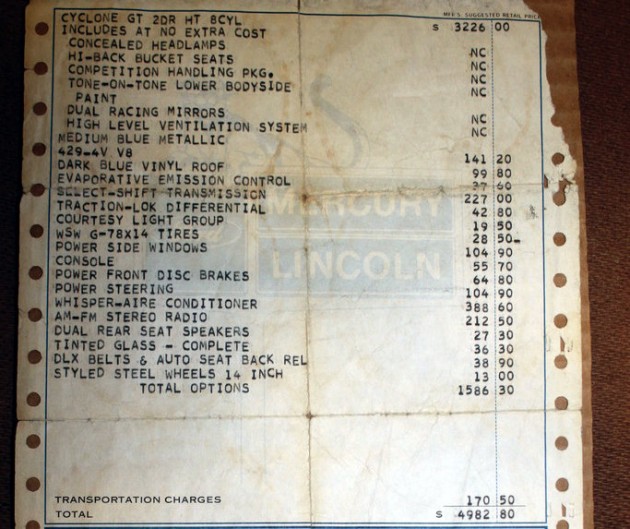 MFR'S. SUGGESTED RETAIL PRICE
CYCLONE GT 2DR HT 8CYL $ 3226 00
INCLUDES AT NO EXTRA COST
CONCEALED HEADLAMPS NC
HI-BACK BUCKET SEATS NC
COMPETITION HANDLING PKG. NC
TONE-ON-TONE LOWER BODYSIDE NC
PAINT
DUAL RACING MIRRORS NC
HIGH LEVEL VENTILATION SYSTEM NC
MEDIUM BLUE METALLIC
429-4V V8 141 20
DARK BLUE VINYL ROOF 99 80
EVAPORATIVE EMISSION CONTROL 37 60
SELECT-SHIFT TRANSMISSION 227 00
TRACTION-LOK DIFFERENTIAL 42 80
COURTESY LIGHT GROUP 19 50
WSW G-78X14 TIRES 28 50
POWER SIDE WINDOWS 104 90
CONSOLE 55 70
POWER FRONT DISC BRAKES 64 80
POWER STEERING 104 90
WHISPER-AIRE CONDITIONER 388 60
AM-FM STEREO RADIO 212 50
DUAL REAR SEAT SPEAKERS 27 30
TINTED GLASS - COMPLETE 36 30
DLX BELTS & AUTO SEAT BACK REL 38 90
STYLED STEEL WHEELS 14 INCH 13 00
TOTAL OPTIONS 1586 30
MERCURY
LINCOLN
TRANSPORTATION CHARGES 170 50
TOTAL $ 4982 80